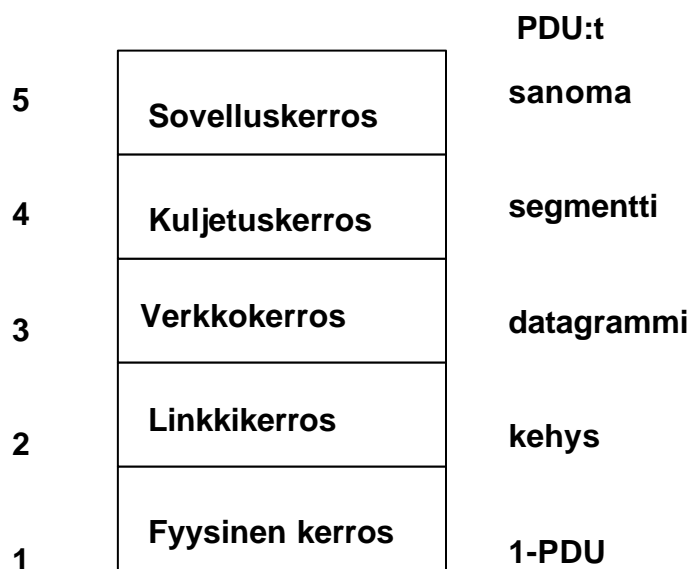 PDU:t
5 Sovelluskerros sanoma
4 Kuljetuskerros segmentti
3 Verkkokerros datagrammi
2 Linkkikerros kehys
1 Fyysinen kerros 1-PDU